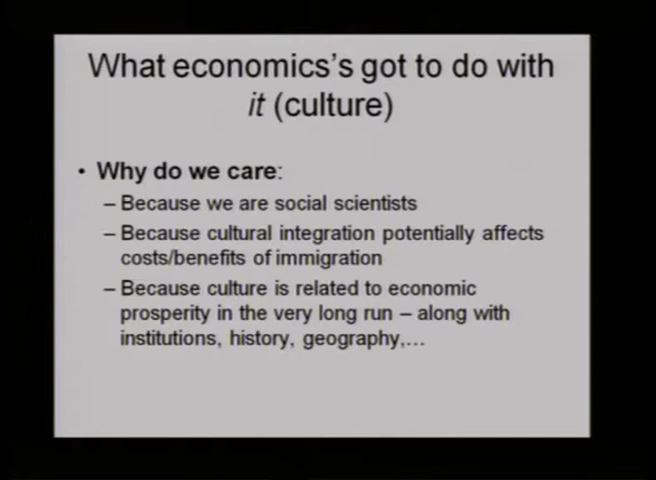 What economics's got to do with
it (culture)
• Why do we care:
– Because we are social scientists
– Because cultural integration potentially affects
costs/benefits of immigration
– Because culture is related to economic
prosperity in the very long run – along with
institutions, history, geography,...